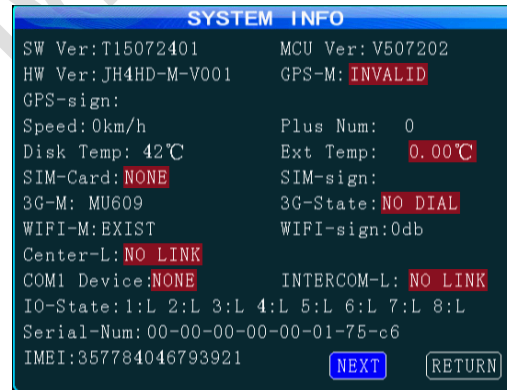 SYSTEM INFO
SW Ver:T15072401 MCU Ver:V507202
HW Ver:JH4HD-M-V001 GPS-M:INVALID
GPS-sign:
Speed:0km/h Plus Num: 0
Disk Temp: 42℃ Ext Temp: 0.00℃
SIM-Card:NONE SIM-sign:
3G-M: MU609 3G-State:NO DIAL
WIFI-M:EXIST WIFI-sign:0db
Center-L:NO LINK
COM1 Device:NONE INTERCOM-L: NO LINK
IO-State:1:L 2:L 3:L 4:L 5:L 6:L 7:L 8:L
Serial-Num:00-00-00-00-00-01-75-c6
IMEI:357784046793921 NEXT RETURN